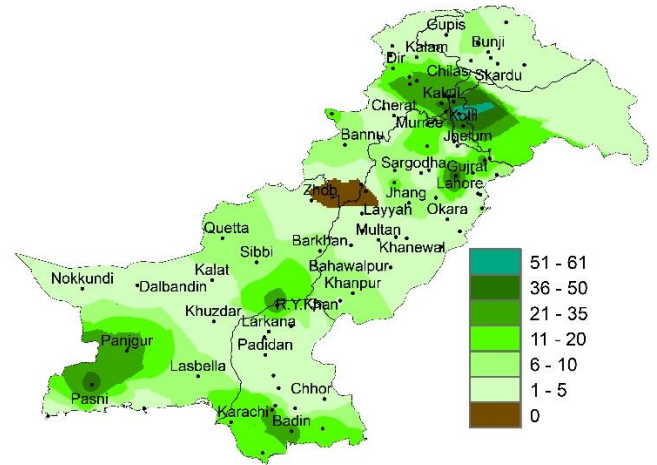 Gupis
Kalam
Bunji
Dir
Chilas
Skardu
Kakul
Cherat
Kotli
Murree
Bannu
Jhelum
Sargodha
Gujrat
Zhob
Jhang
Lahore
Layyah
Okara
Quetta
Multan
Barkhan
Khanewal
Sibbi
Kalat
Bahawalpur
Nokkundi
Dalbandin
Khanpur
R.Y.Khan
Khuzdar
Larkana
Panjgur
Padidan
Lasbella
Chhor
Pasni
Karachi
Badin
51 - 61
36 - 50
21 - 35
11 - 20
6 - 10
1 - 5
0